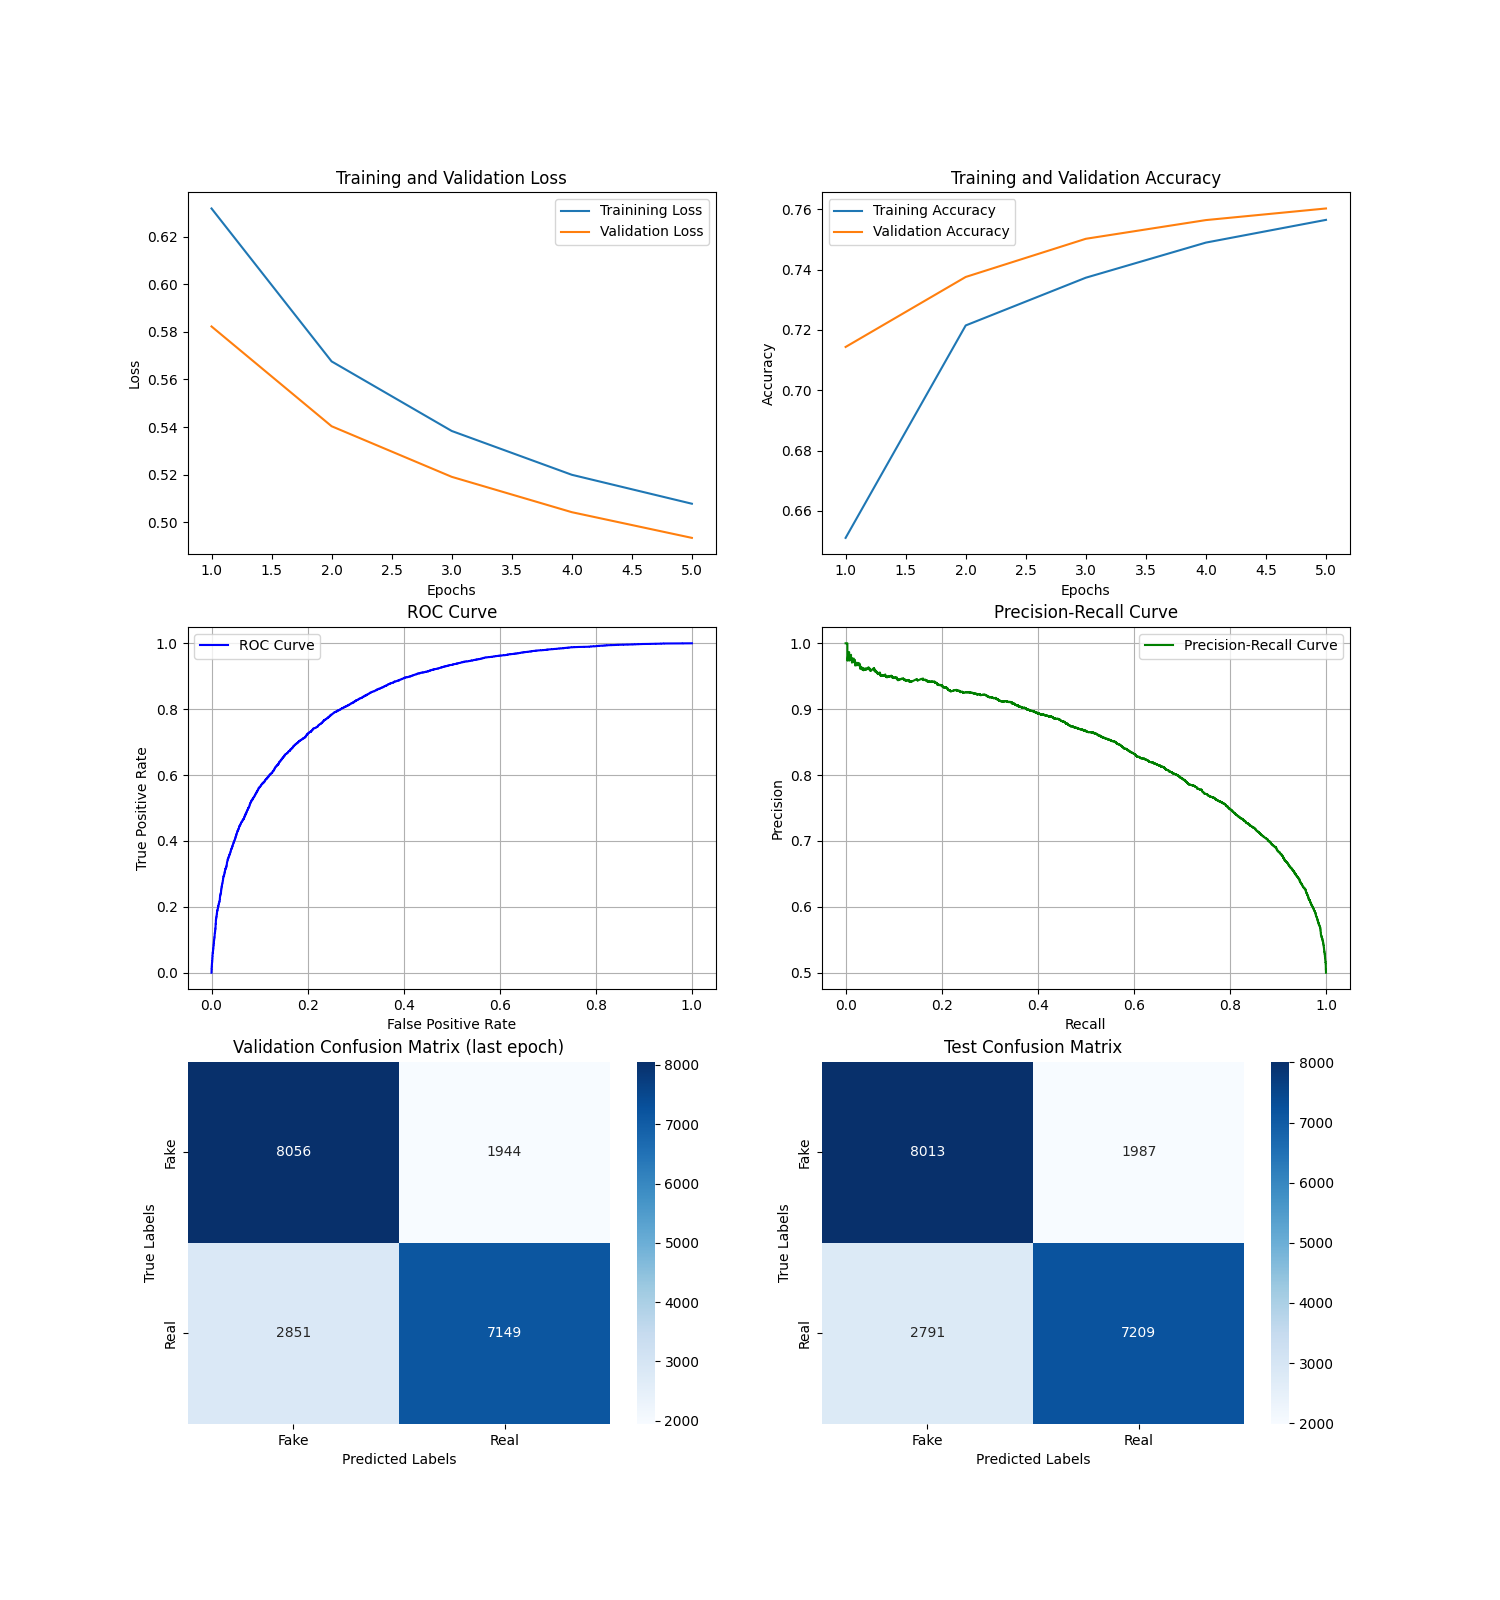 Training and Validation Loss
Trainining Loss
Validation Loss
0.62
0.60
0.58
0.56
0.54
0.52
0.50
Loss
1.0 1.5 2.0 2.5 3.0 3.5 4.0 4.5 5.0
Epochs
Training and Validation Accuracy
Training Accuracy
Validation Accuracy
0.76
0.74
0.72
0.70
0.68
0.66
Accuracy
1.0 1.5 2.0 2.5 3.0 3.5 4.0 4.5 5.0
Epochs
ROC Curve
ROC Curve
1.0
0.8
0.6
0.4
0.2
0.0
True Positive Rate
0.0 0.2 0.4 0.6 0.8 1.0
False Positive Rate
Precision-Recall Curve
Precision-Recall Curve
1.0
0.9
0.8
0.7
0.6
0.5
Precision
0.0 0.2 0.4 0.6 0.8 1.0
Recall
Validation Confusion Matrix (last epoch)
True Labels
Fake
8056 1944
Real
2851 7149
Fake Real
Predicted Labels
8000
7000
6000
5000
4000
3000
2000
Test Confusion Matrix
True Labels
Fake
8013 1987
Real
2791 7209
Fake Real
Predicted Labels
8000
7000
6000
5000
4000
3000
2000